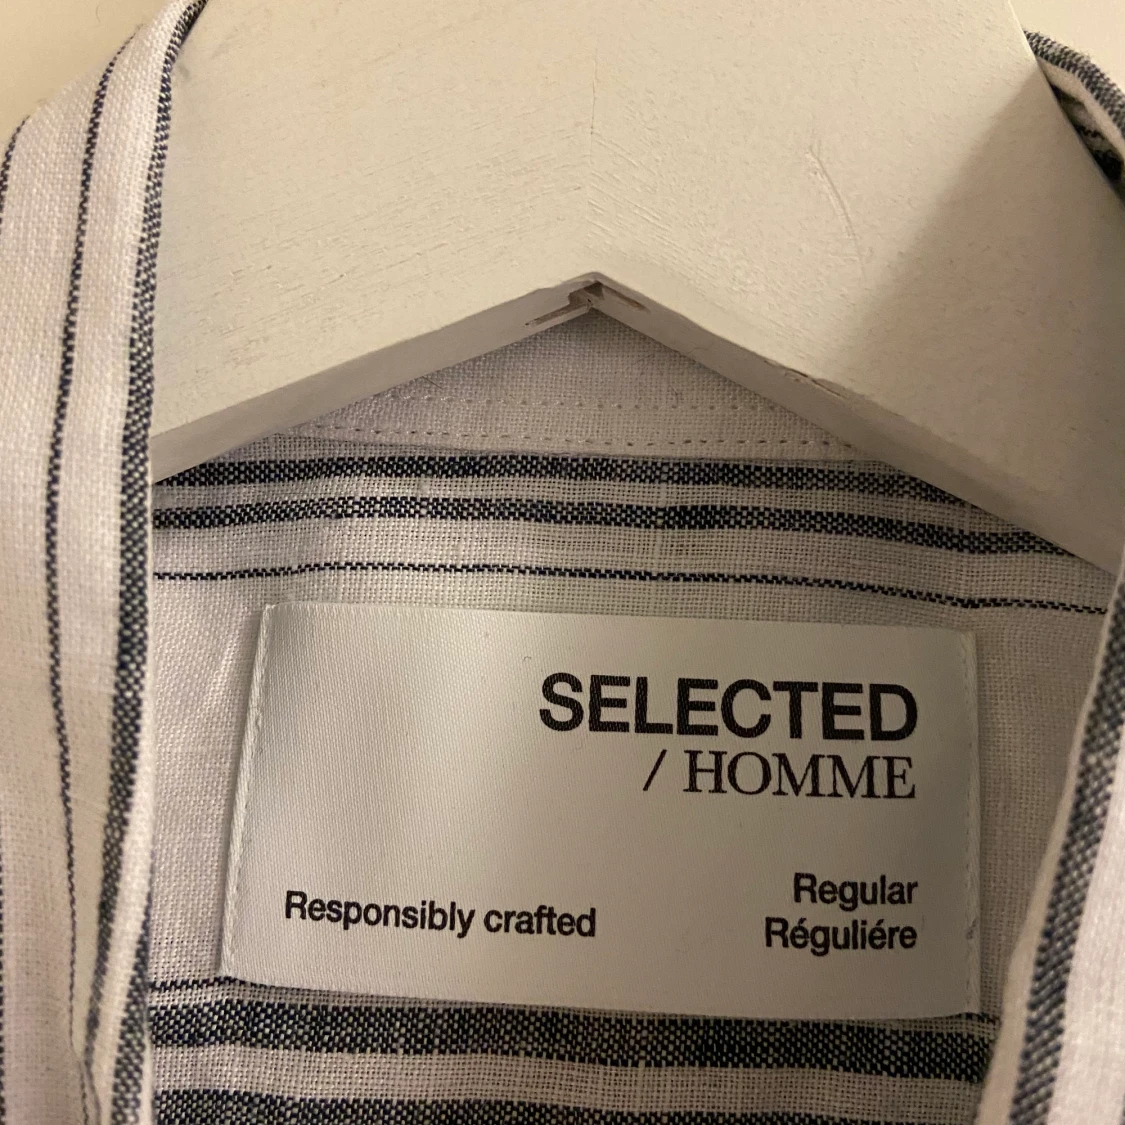 SELECTED
/ HOMME
Responsibly crafted
Regular
Réguliére